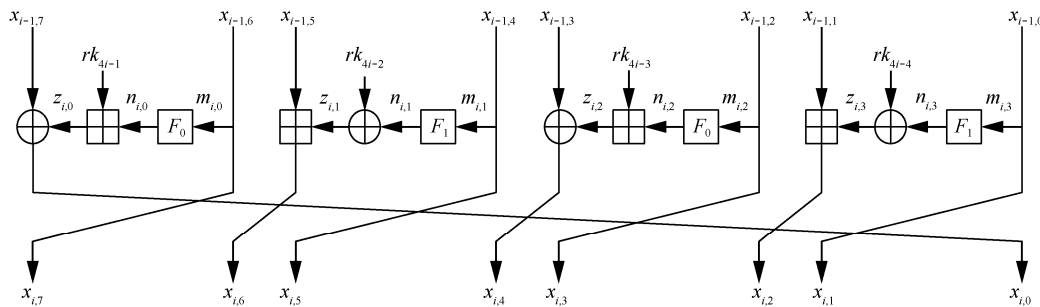 x_{i−1,7} x_{i−1,6} x_{i−1,5} x_{i−1,4} x_{i−1,3} x_{i−1,2} x_{i−1,1} x_{i−1,0}
rk_{4i−1} rk_{4i−2} rk_{4i−3} rk_{4i−4}
z_{i,0} n_{i,0} m_{i,0} z_{i,1} n_{i,1} m_{i,1} z_{i,2} n_{i,2} m_{i,2} z_{i,3} n_{i,3} m_{i,3}
F_0 F_1 F_0 F_1
x_{i,7} x_{i,6} x_{i,5} x_{i,4} x_{i,3} x_{i,2} x_{i,1} x_{i,0}